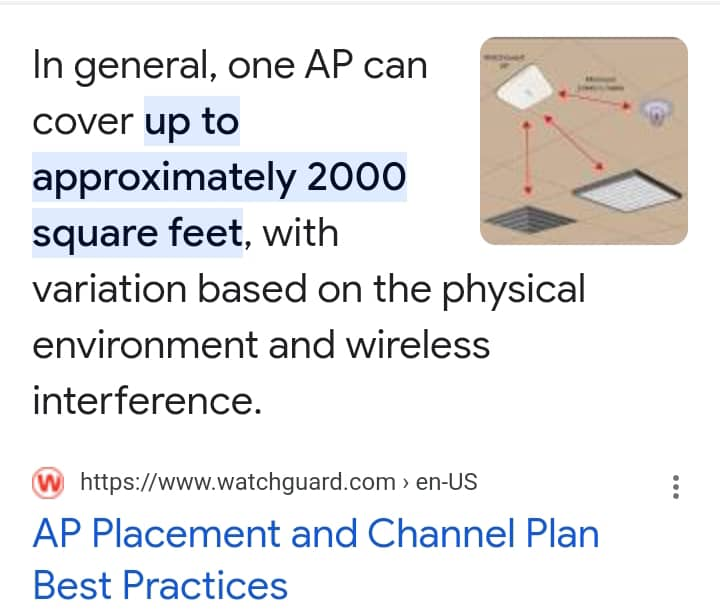 In general, one AP can
cover up to
approximately 2000
square feet, with
variation based on the physical
environment and wireless
interference.
https://www.watchguard.com › en-US
AP Placement and Channel Plan
Best Practices